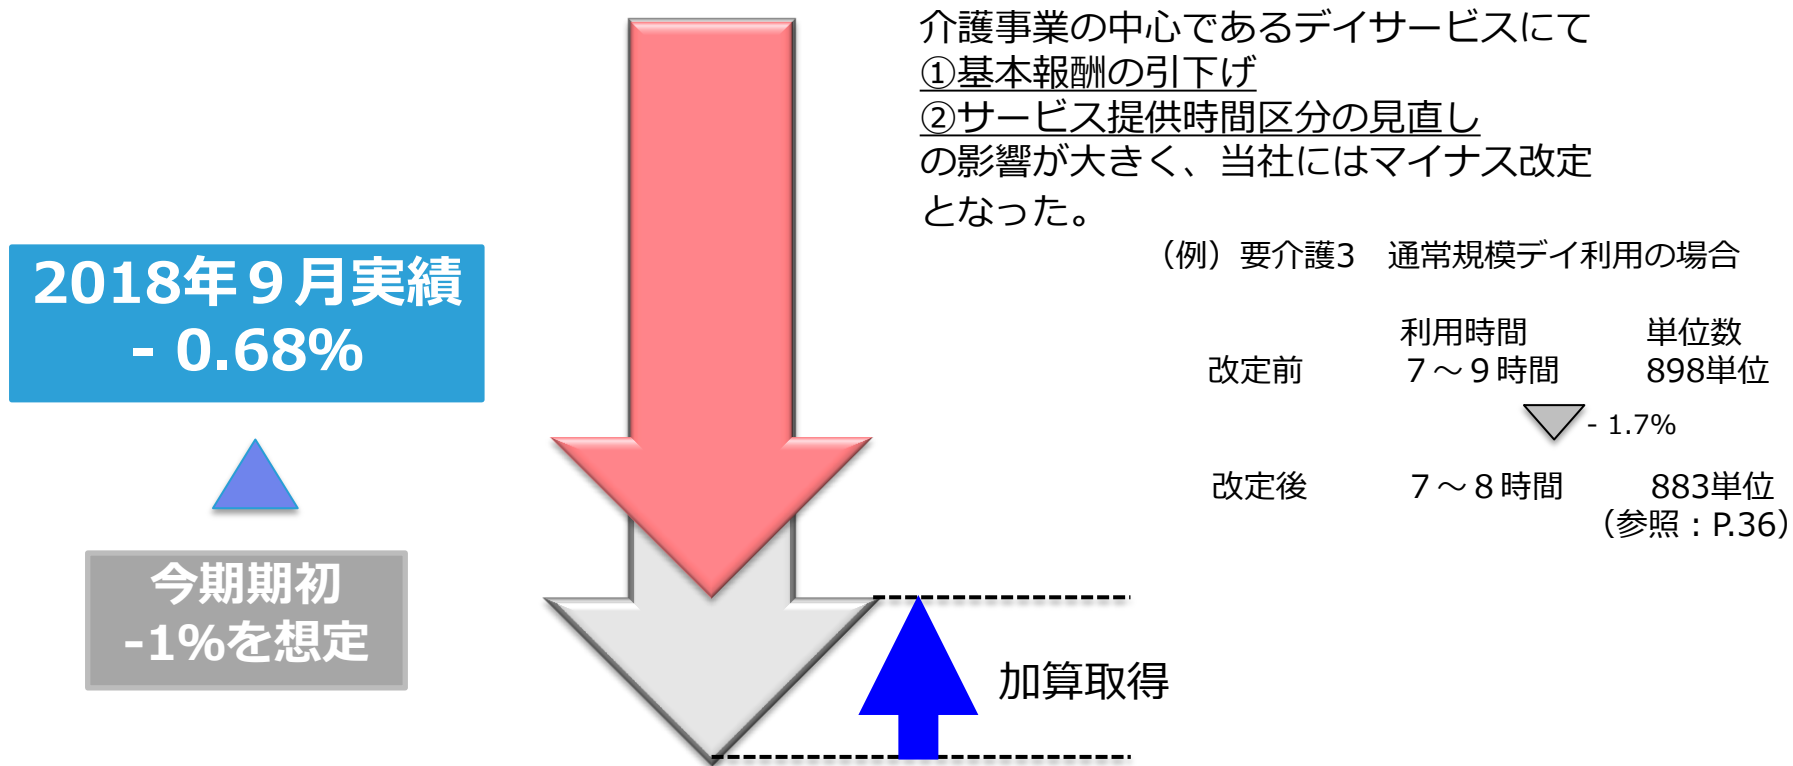 介護事業の中心であるデイサービスにて
①基本報酬の引下げ
②サービス提供時間区分の見直し
の影響が大きく、当社にはマイナス改定
となった。
（例）要介護3　通常規模デイ利用の場合
利用時間　単位数
改定前　７～９時間　898単位
- 1.7%
改定後　７～８時間　883単位
（参照：P.36）
2018年９月実績
- 0.68%
今期期初
-1%を想定
加算取得